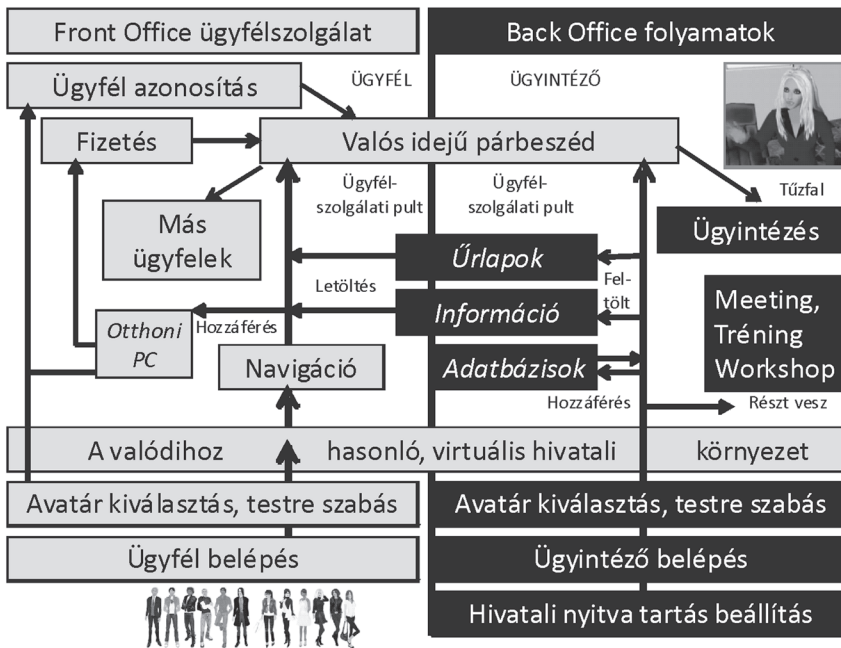 Front Office ügyfélszolgálat
Back Office folyamatok
Ügyfél azonosítás
ÜGYFÉL
ÜGYINTÉZŐ
Fizetés
Valós idejű párbeszéd
Ügyfél-
szolgálati pult
Ügyfél-
szolgálati pult
Tűzfal
Más
ügyfelek
Ügyintézés
Űrlapok
Letöltés
Fel-
tölt
Információ
Meeting,
Tréning
Workshop
Otthoni
PC
Hozzáférés
Navigáció
Adatbázisok
Hozzáférés
Részt vesz
A valódihoz hasonló, virtuális hivatali környezet
Avatár kiválasztás, testre szabás
Avatár kiválasztás, testre szabás
Ügyfél belépés
Ügyintéző belépés
Hivatali nyitva tartás beállítás